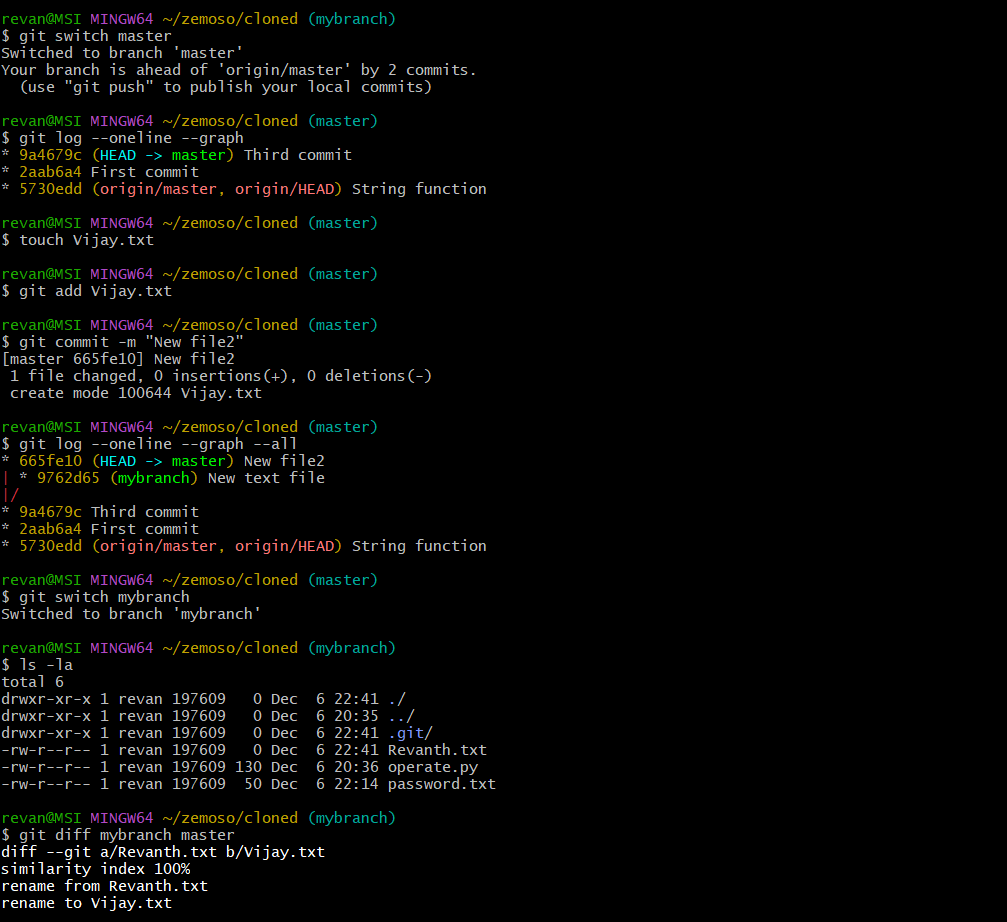 revan@MSI MINGW64 ~/zemoso/cloned (mybranch)
$ git switch master
Switched to branch 'master'
Your branch is ahead of 'origin/master' by 2 commits.
  (use "git push" to publish your local commits)

revan@MSI MINGW64 ~/zemoso/cloned (master)
$ git log --oneline --graph
* 9a4679c (HEAD -> master) Third commit
* 2aab6a4 First commit
* 5730edd (origin/master, origin/HEAD) String function

revan@MSI MINGW64 ~/zemoso/cloned (master)
$ touch Vijay.txt

revan@MSI MINGW64 ~/zemoso/cloned (master)
$ git add Vijay.txt

revan@MSI MINGW64 ~/zemoso/cloned (master)
$ git commit -m "New file2"
[master 665fe10] New file2
 1 file changed, 0 insertions(+), 0 deletions(-)
 create mode 100644 Vijay.txt

revan@MSI MINGW64 ~/zemoso/cloned (master)
$ git log --oneline --graph --all
* 665fe10 (HEAD -> master) New file2
| * 9762d65 (mybranch) New text file
|/
* 9a4679c Third commit
* 2aab6a4 First commit
* 5730edd (origin/master, origin/HEAD) String function

revan@MSI MINGW64 ~/zemoso/cloned (master)
$ git switch mybranch
Switched to branch 'mybranch'

revan@MSI MINGW64 ~/zemoso/cloned (mybranch)
$ ls -la
total 6
drwxr-xr-x 1 revan 197609   0 Dec  6 22:41 ./
drwxr-xr-x 1 revan 197609   0 Dec  6 20:35 ../
drwxr-xr-x 1 revan 197609   0 Dec  6 22:41 .git/
-rw-r--r-- 1 revan 197609   0 Dec  6 22:41 Revanth.txt
-rw-r--r-- 1 revan 197609 130 Dec  6 20:36 operate.py
-rw-r--r-- 1 revan 197609  50 Dec  6 22:14 password.txt

revan@MSI MINGW64 ~/zemoso/cloned (mybranch)
$ git diff mybranch master
diff --git a/Revanth.txt b/Vijay.txt
similarity index 100%
rename from Revanth.txt
rename to Vijay.txt